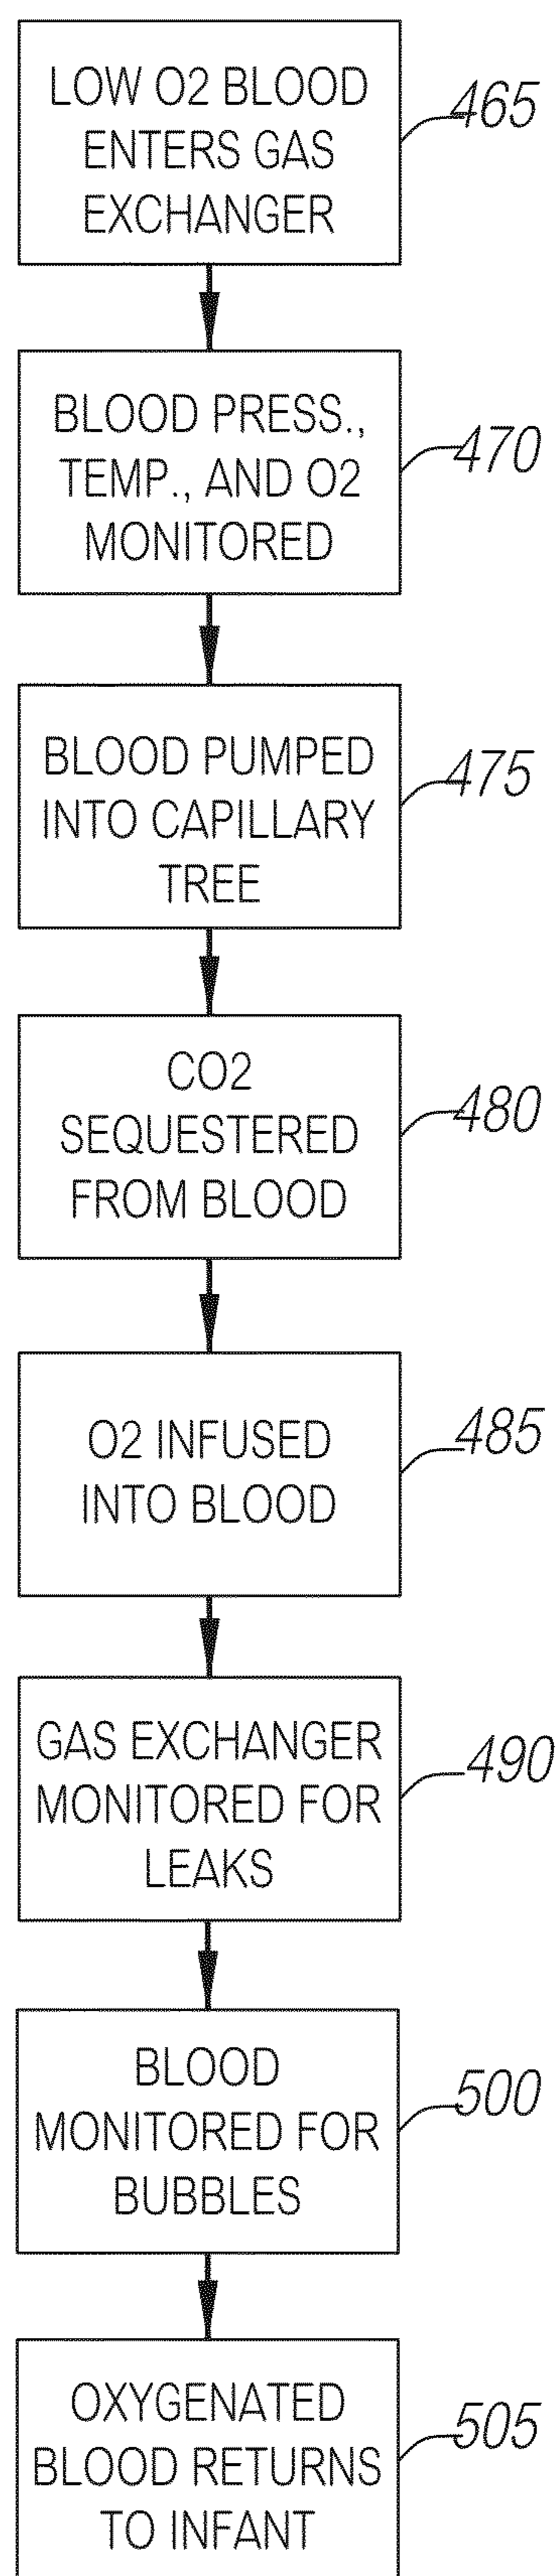 LOW O2 BLOOD
ENTERS GAS
EXCHANGER
465
BLOOD PRESS.,
TEMP., AND O2
MONITORED
470
BLOOD PUMPED
INTO CAPILLARY
TREE
475
CO2
SEQUESTERED
FROM BLOOD
480
O2 INFUSED
INTO BLOOD
485
GAS EXCHANGER
MONITORED FOR
LEAKS
490
BLOOD
MONITORED FOR
BUBBLES
500
OXYGENATED
BLOOD RETURNS
TO INFANT
505